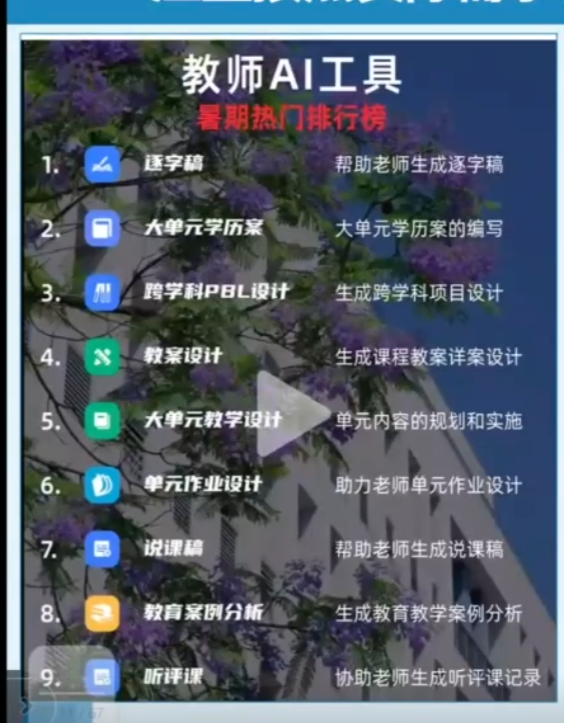 教师AI工具
暑期热门排行榜
1. 逐字稿 帮助老师生成逐字稿
2. 大单元学历案 大单元学历案的编写
3. 跨学科PBL设计 生成跨学科项目设计
4. 教案设计 生成课程教案详案设计
5. 大单元教学设计 单元内容的规划和实施
6. 单元作业设计 助力老师单元作业设计
7. 说课稿 帮助老师生成说课稿
8. 教育案例分析 生成教育教学案例分析
9. 听评课 协助老师生成听评课记录